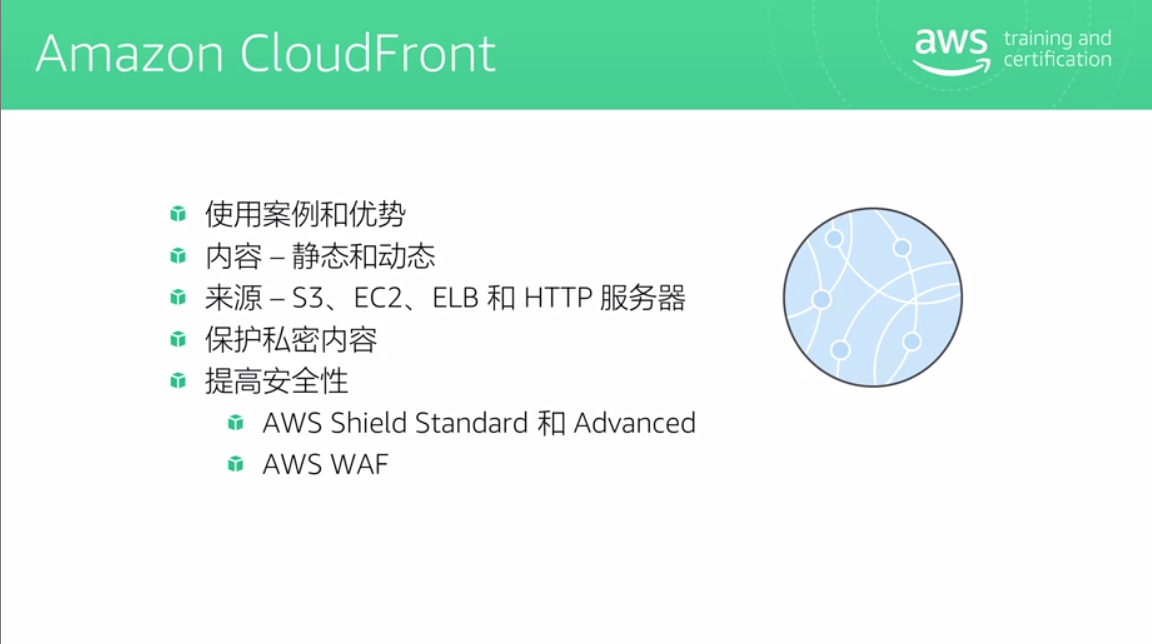 Amazon CloudFront
aws training and certification
使用案例和优势
内容 – 静态和动态
来源 – S3、EC2、ELB 和 HTTP 服务器
保护私密内容
提高安全性
AWS Shield Standard 和 Advanced
AWS WAF